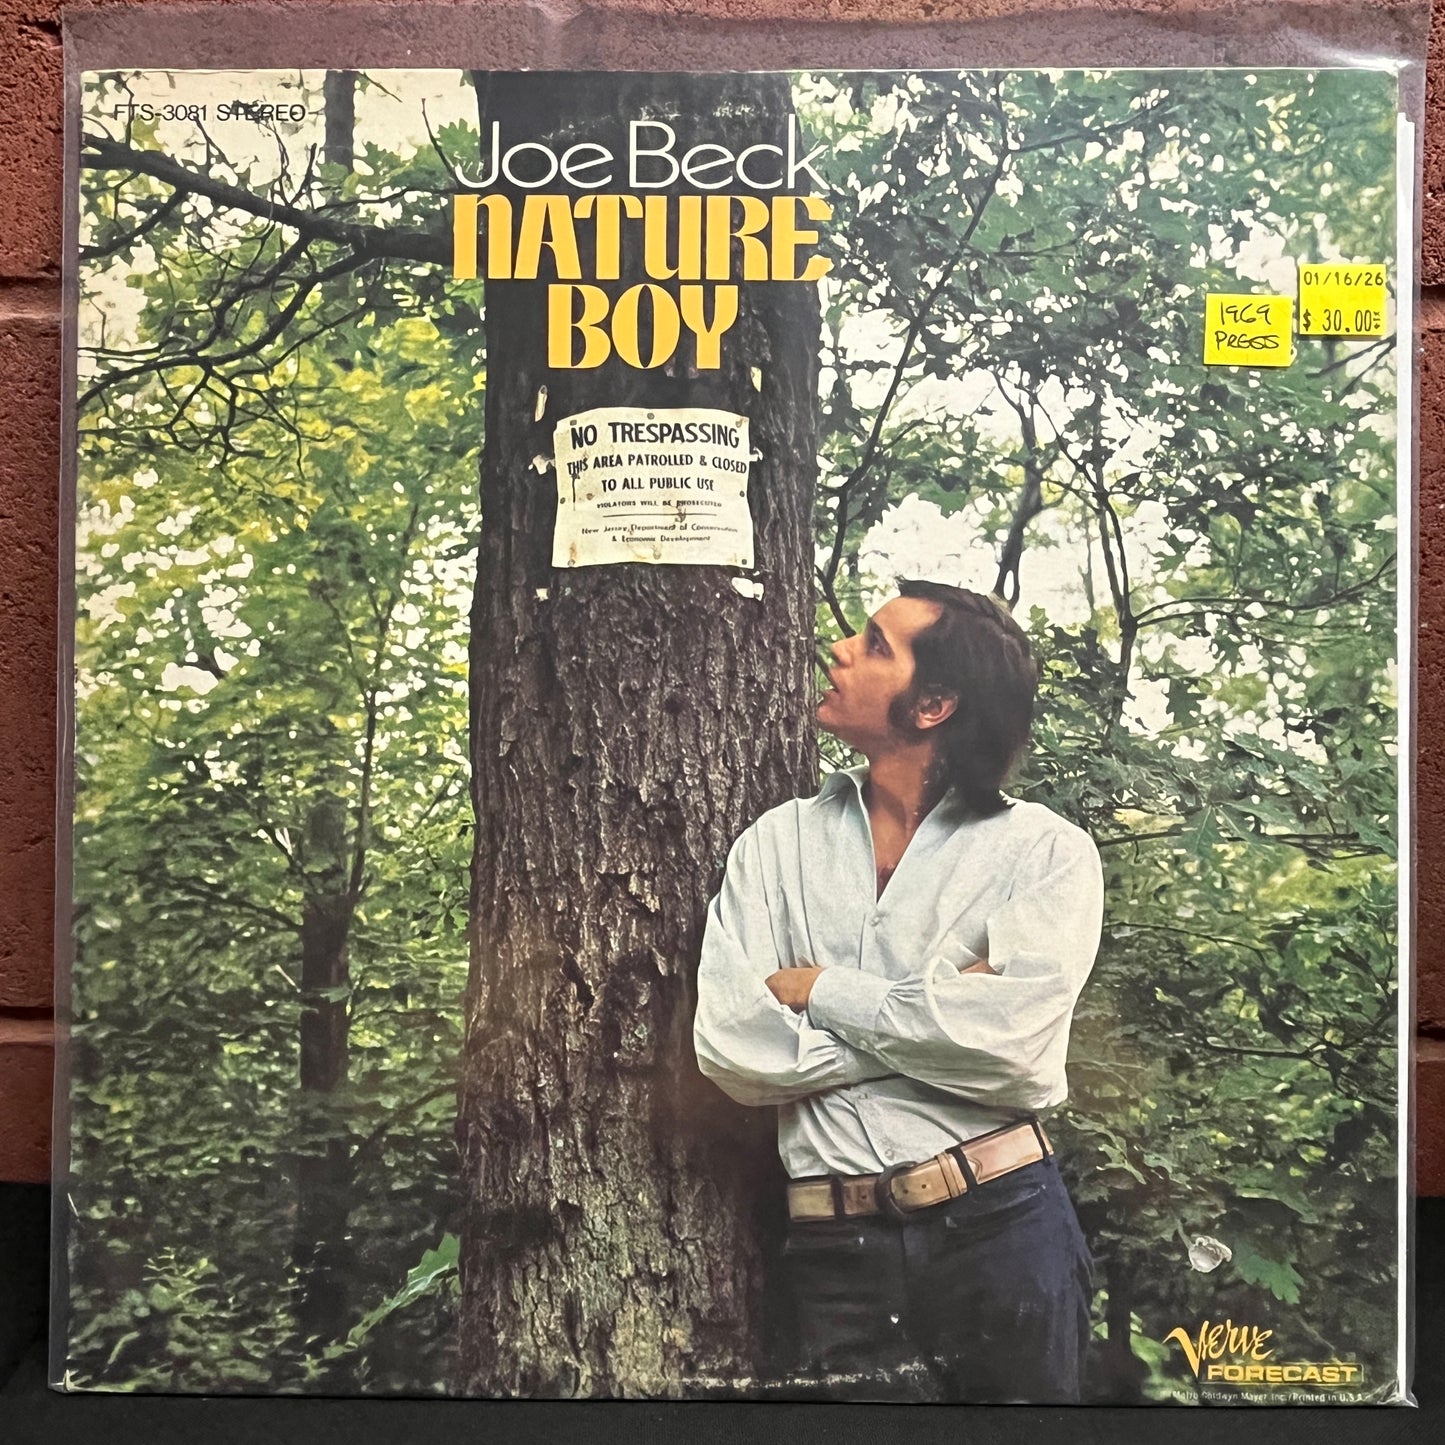 FTS-3081 STEREO
Joe Beck
NATURE
BOY
01/16/26
$ 30.00
1969
PRESS
NO TRESPASSING
THIS AREA PATROLLED & CLOSED
TO ALL PUBLIC USE
VIOLATORS WILL BE PROSECUTED
New Jersey Department of Conservation
& Economic Development
Verve
FORECAST
Metro Goldwyn Mayer Inc./Printed in U.S.A.